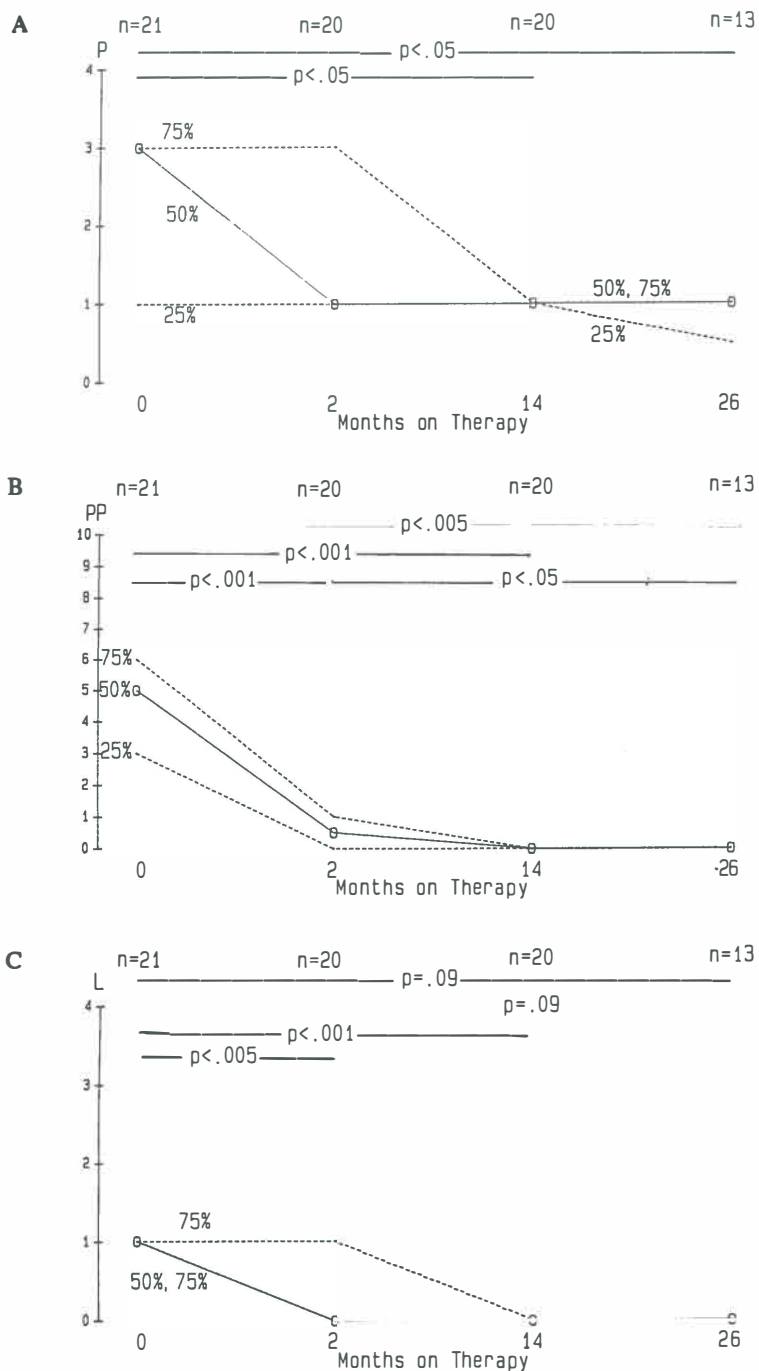 A n=21 n=20 n=20 n=13
P p<.05
4 p<.05
75%
3
50%
2
50%, 75%
1
25% 25%
0
0 2 14 26
Months on Therapy
B n=21 n=20 n=20 n=13
PP p<.005
10
9 p<.001
8 p<.001 p<.05
7
6 75%
5 50%
4
3 25%
2
1
0
0 2 14 -26
Months on Therapy
C n=21 n=20 n=20 n=13
L p=.09
4 p=.09
p<.001
p<.005
3
2
75%
1
50%, 75%
0
0 2 14 26
Months on Therapy